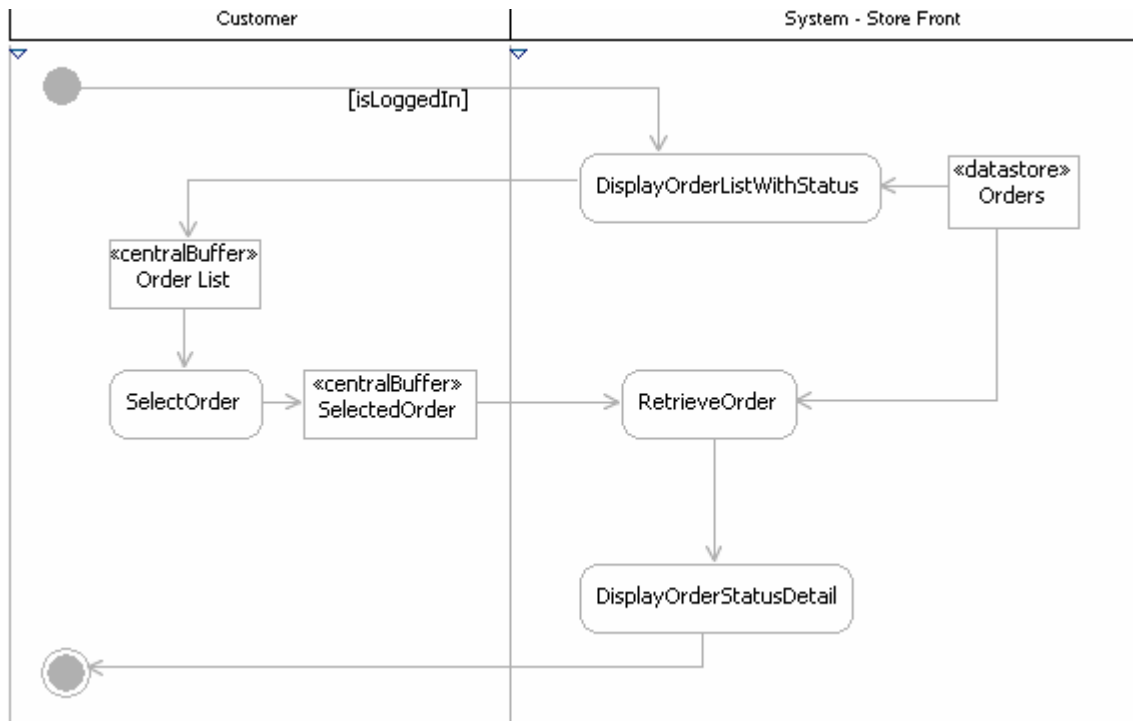 Customer
System - Store Front
[isLoggedIn]
DisplayOrderListWithStatus
«datastore»
Orders
«centralBuffer»
Order List
SelectOrder
«centralBuffer»
SelectedOrder
RetrieveOrder
DisplayOrderStatusDetail